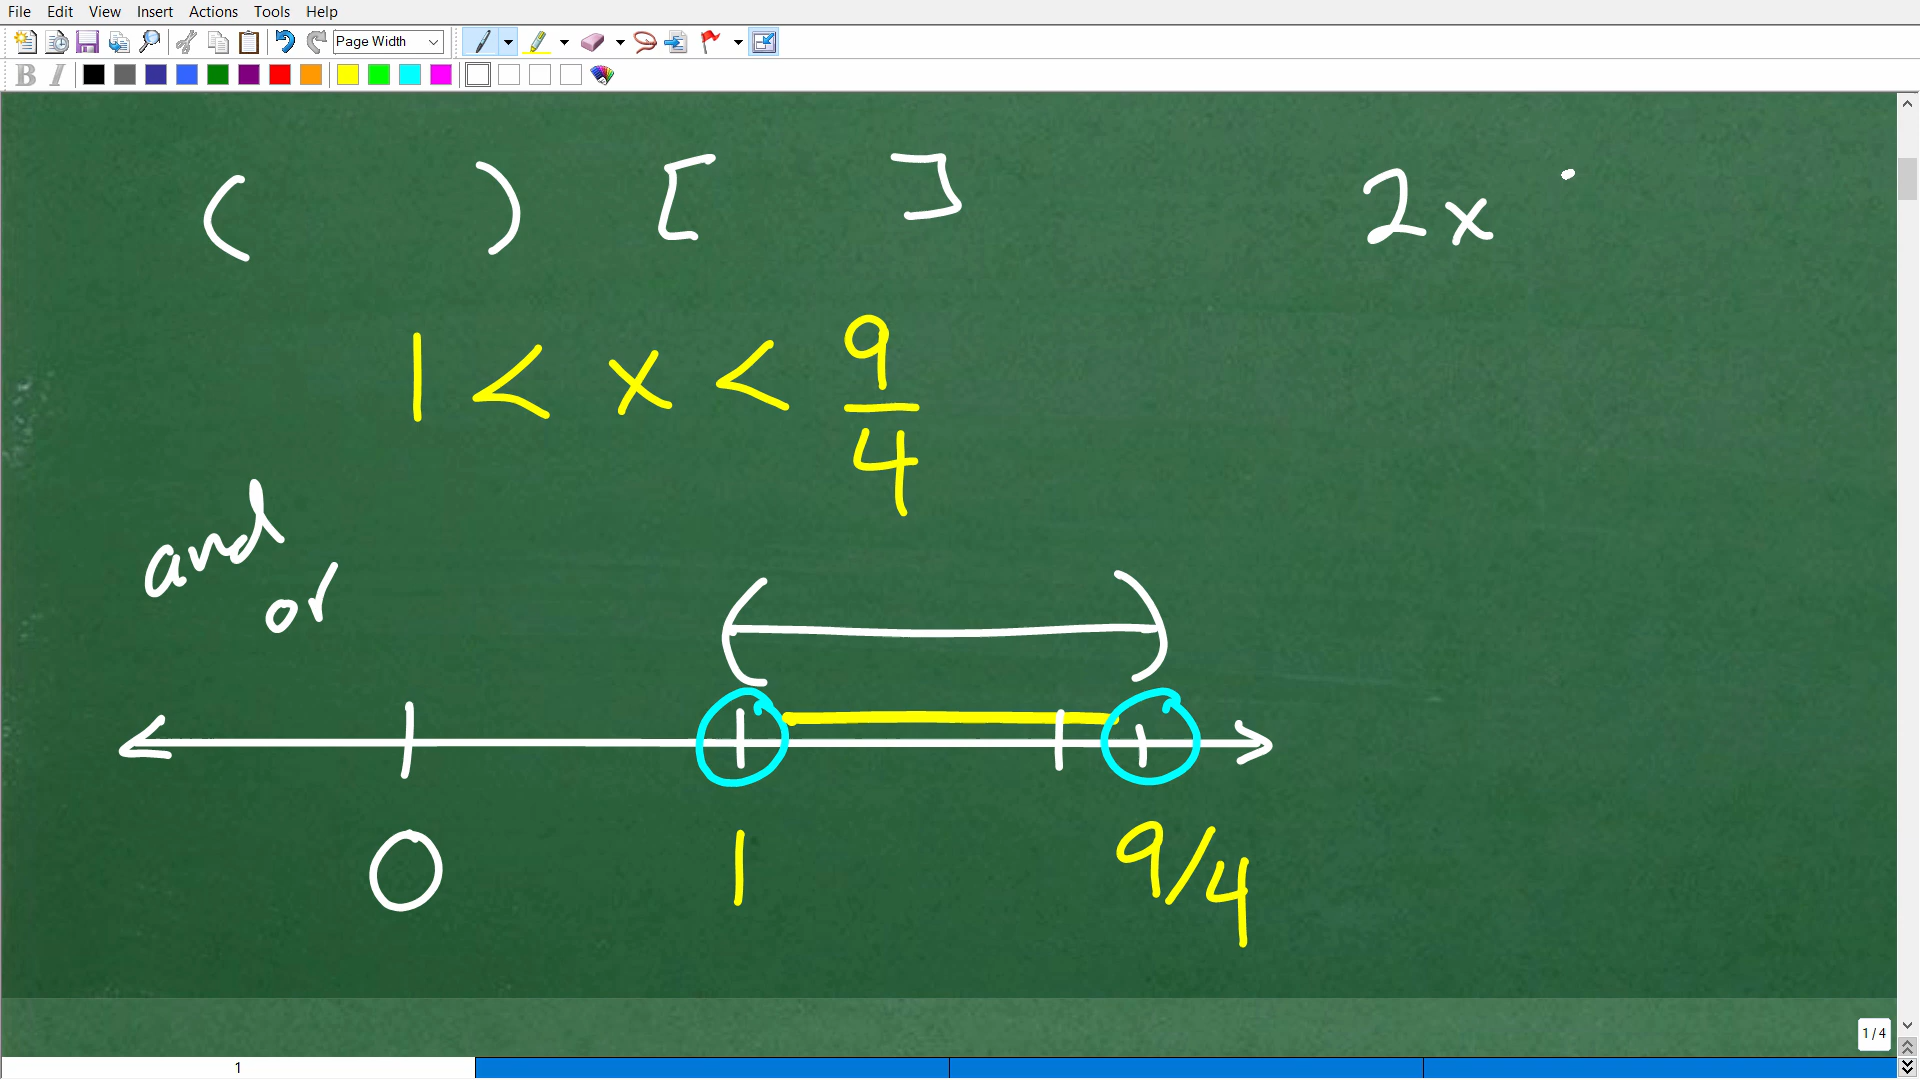 File Edit View Insert Actions Tools Help
Page Width
B I
( ) [ ] 2x
1 < x < 9/4
and
or
( )
0 1 9/4
1/4
1